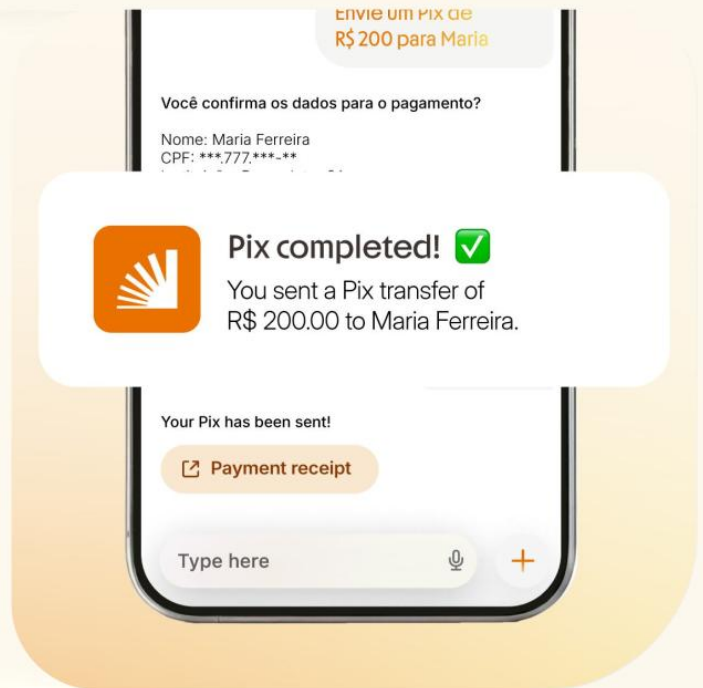 Envie um Pix de
R$ 200 para Maria
Você confirma os dados para o pagamento?
Nome: Maria Ferreira
CPF: ***.777.***-**
Pix completed! ✅
You sent a Pix transfer of
R$ 200.00 to Maria Ferreira.
Your Pix has been sent!
Payment receipt
Type here